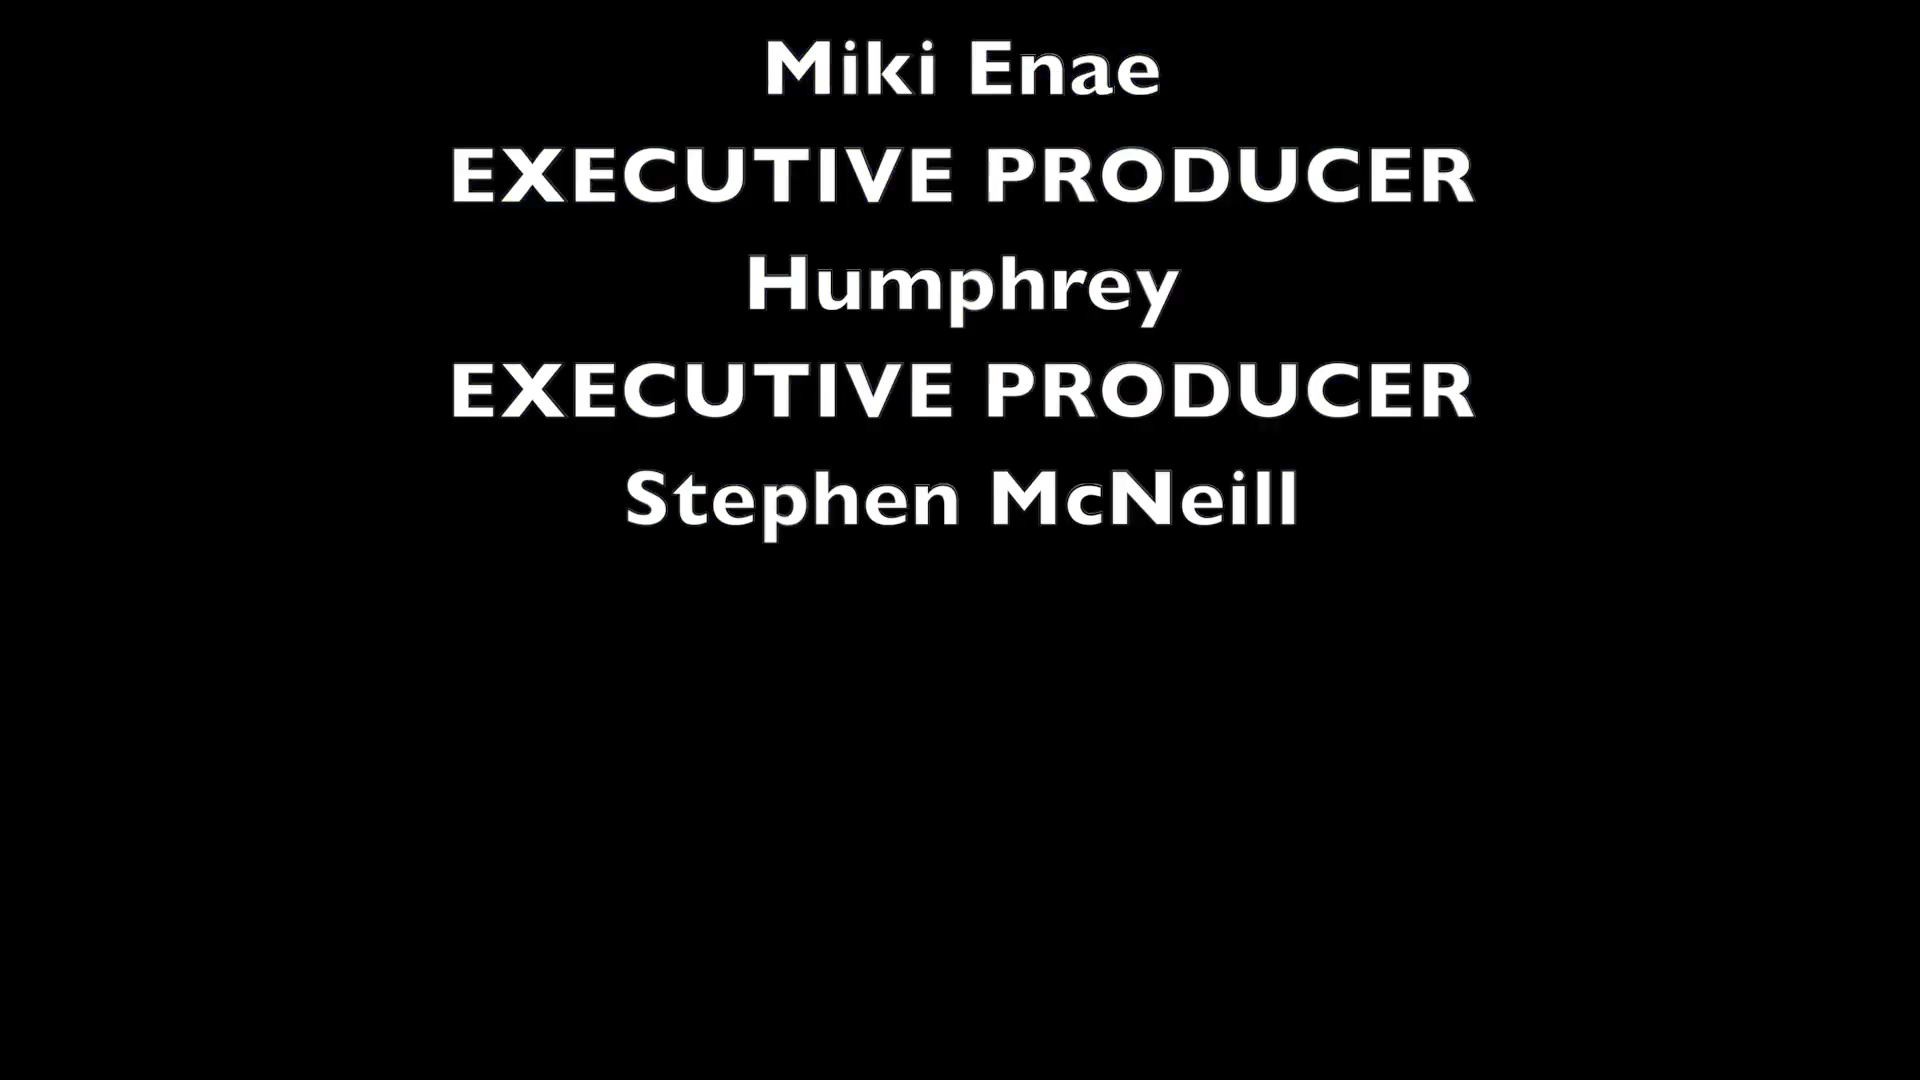 Miki Enae
EXECUTIVE PRODUCER
Humphrey
EXECUTIVE PRODUCER
Stephen McNeill